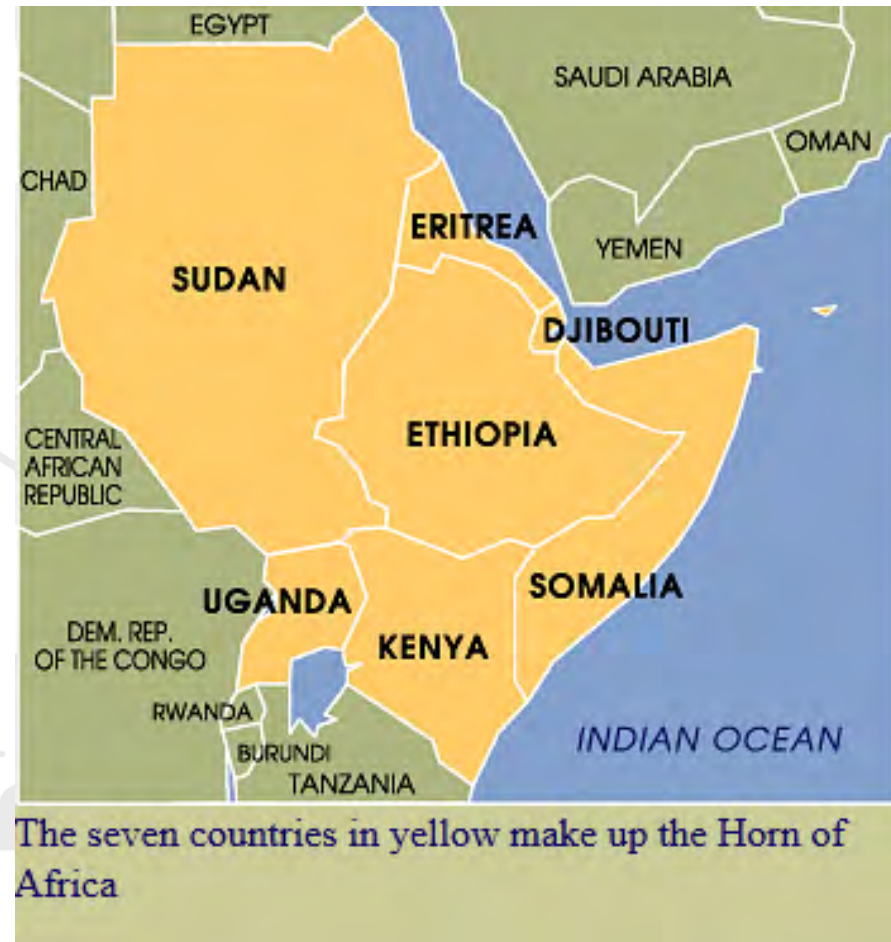 EGYPT
SAUDI ARABIA
OMAN
CHAD
ERITREA
YEMEN
SUDAN
DJIBOUTI
ETHIOPIA
CENTRAL
AFRICAN
REPUBLIC
SOMALIA
UGANDA
DEM. REP.
OF THE CONGO
KENYA
RWANDA
INDIAN OCEAN
BURUNDI
TANZANIA
The seven countries in yellow make up the Horn of
Africa